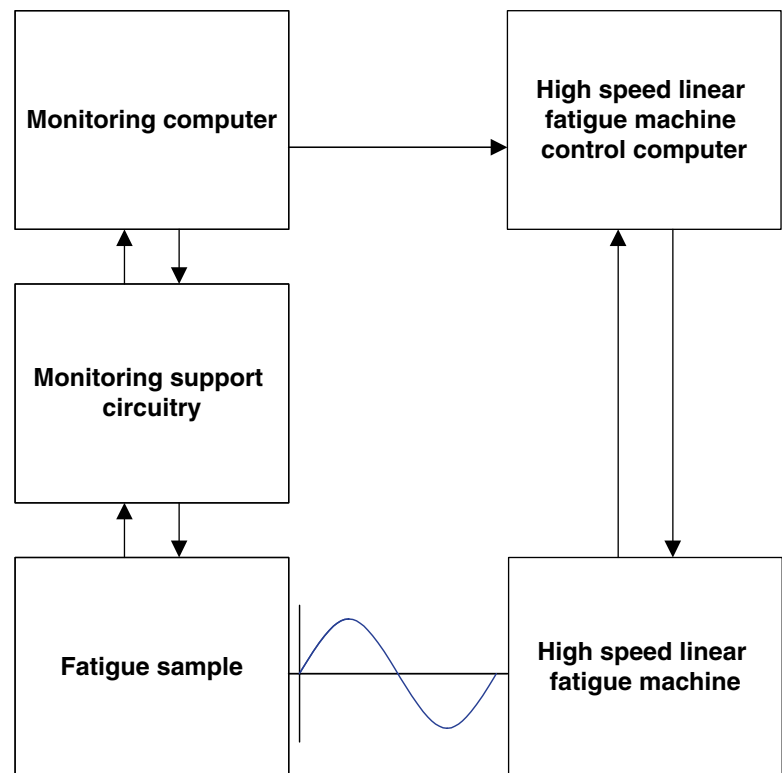 Monitoring computer
High speed linear
fatigue machine
control computer
Monitoring support
circuitry
Fatigue sample
High speed linear
fatigue machine